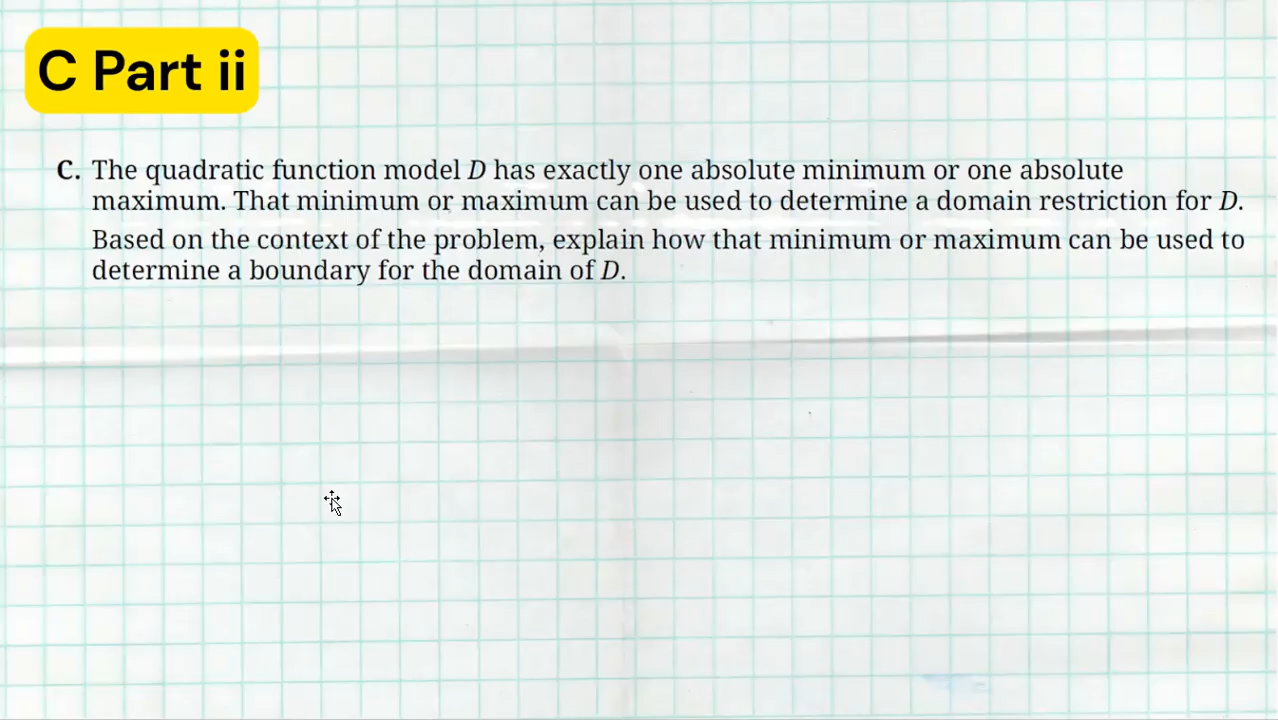 C Part ii
C. The quadratic function model D has exactly one absolute minimum or one absolute
maximum. That minimum or maximum can be used to determine a domain restriction for D.
Based on the context of the problem, explain how that minimum or maximum can be used to
determine a boundary for the domain of D.